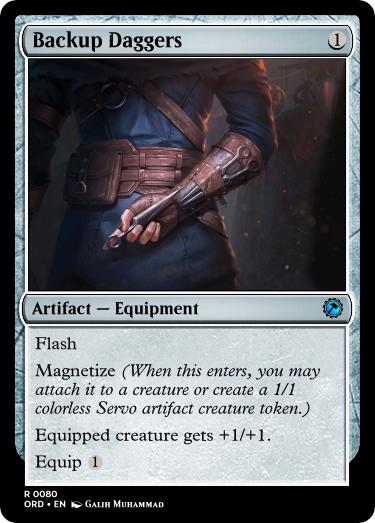 Backup Daggers 1
Artifact — Equipment
Flash
Magnetize (When this enters, you may
attach it to a creature or create a 1/1
colorless Servo artifact creature token.)
Equipped creature gets +1/+1.
Equip 1
R 0080
ORD • EN Galih Muhammad